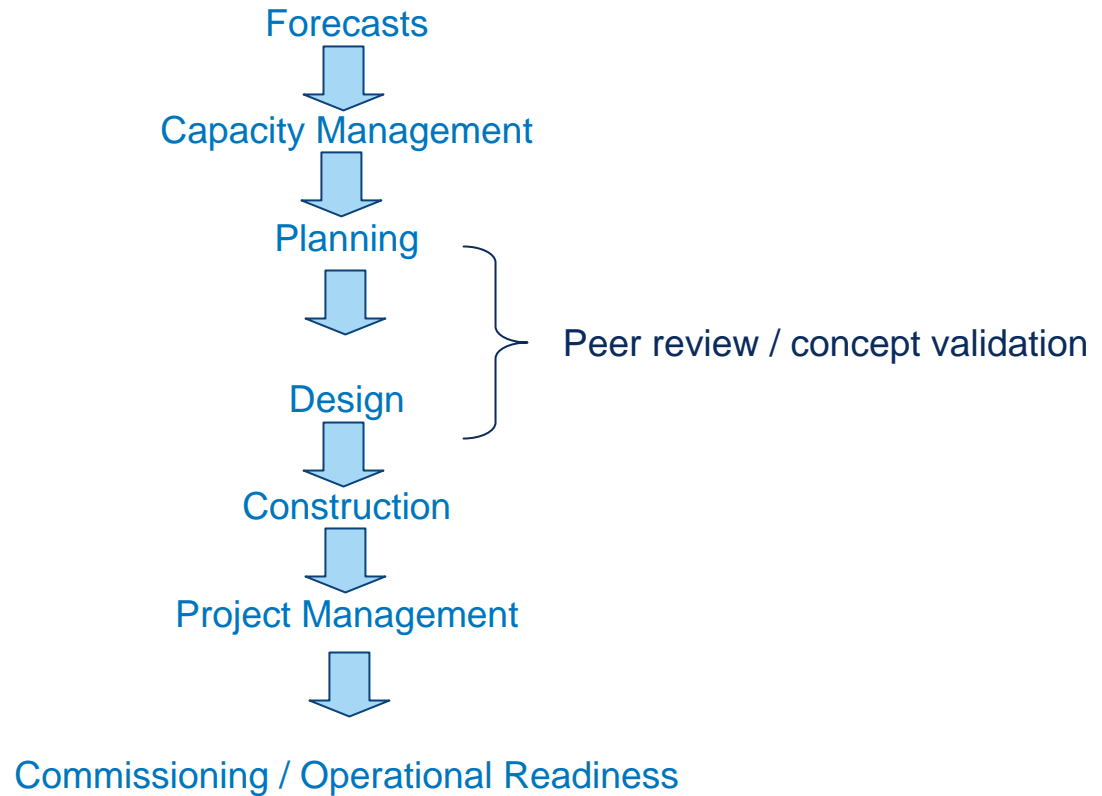 Forecasts
Capacity Management
Planning
Peer review / concept validation
Design
Construction
Project Management
Commissioning / Operational Readiness